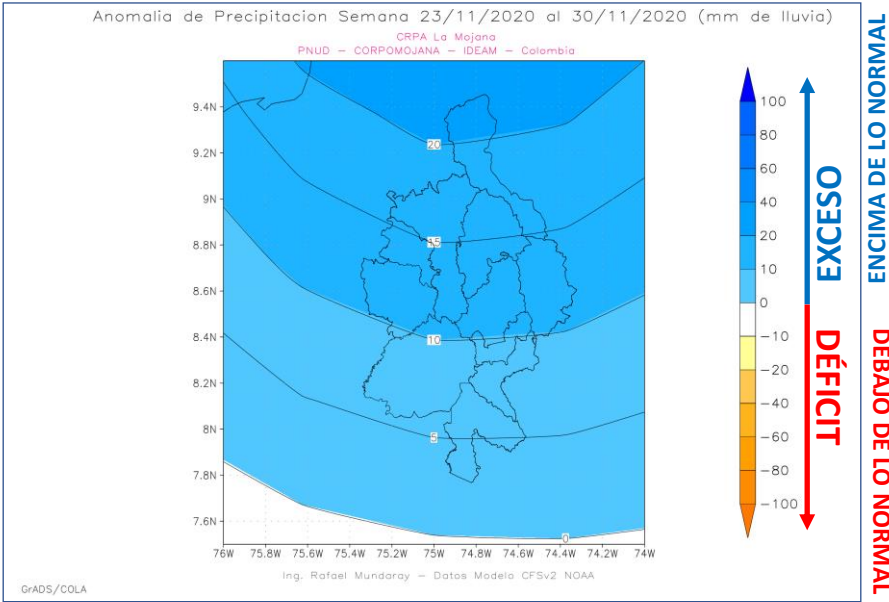 Anomalia de Precipitacion Semana 23/11/2020 al 30/11/2020 (mm de lluvia)
CRPA La Mojana
PNUD – CORPOMOJANA – IDEAM – Colombia
9.4N
9.2N
9N
8.8N
8.6N
8.4N
8.2N
8N
7.8N
7.6N
20
15
10
5
0
76W 75.8W 75.6W 75.4W 75.2W 75W 74.8W 74.6W 74.4W 74.2W 74W
100
80
60
40
20
10
0
−10
−20
−40
−60
−80
−100
EXCESO
DÉFICIT
ENCIMA DE LO NORMAL
DEBAJO DE LO NORMAL
Ing. Rafael Mundaray – Datos Modelo CFSv2 NOAA
GrADS/COLA